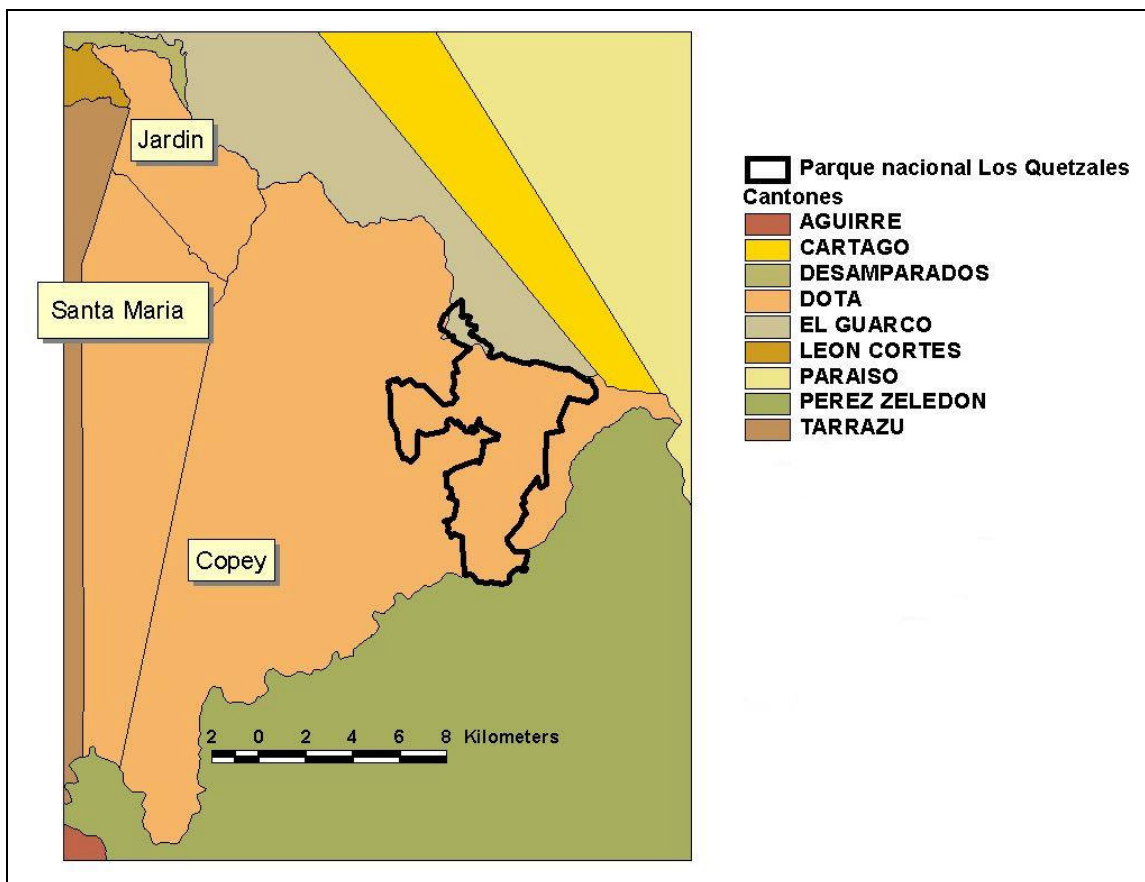 Jardin
Santa Maria
Copey
2 0 2 4 6 8 Kilometers
Parque nacional Los Quetzales
Cantones
AGUIRRE
CARTAGO
DESAMPARADOS
DOTA
EL GUARCO
LEON CORTES
PARAISO
PEREZ ZELEDON
TARRAZU